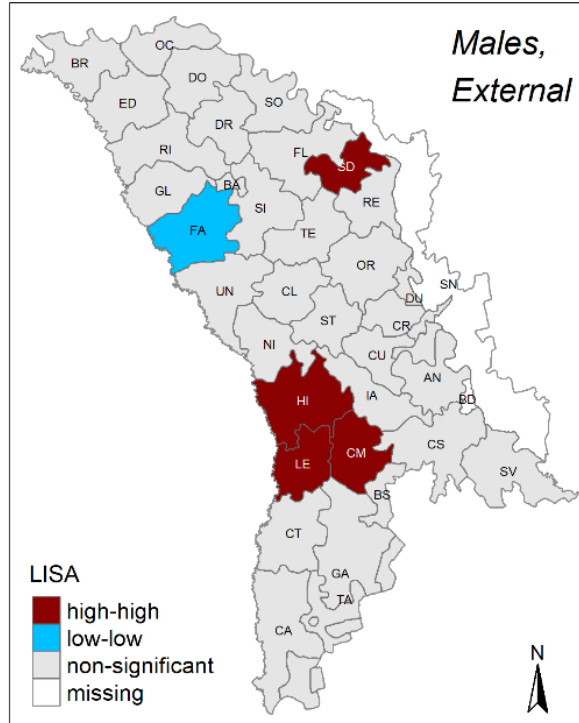 Males,
External
OC
BR
DO
ED
SO
DR
RI
FL
SD
GL
BA
SI
RE
FA
TE
OR
SN
UN
CL
DU
ST
CR
NI
CU
AN
HI
IA
BD
CM
CS
LE
SV
BS
CT
GA
TA
CA
LISA
high-high
low-low
non-significant
missing
N